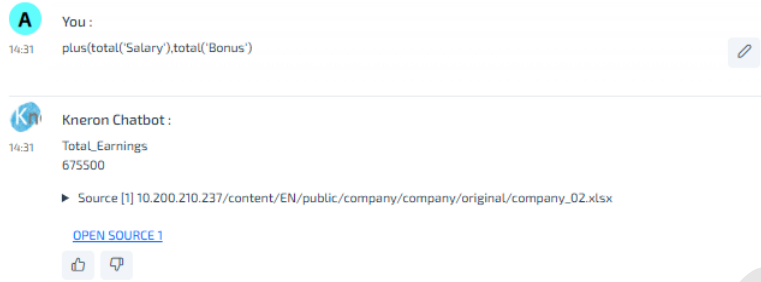 A
You :
14:31
plus(total('Salary'),total('Bonus')
Kn
Kneron Chatbot :
14:31
Total_Earnings
675500
Source [1] 10.200.210.237/content/EN/public/company/company/original/company_02.xlsx
OPEN SOURCE 1